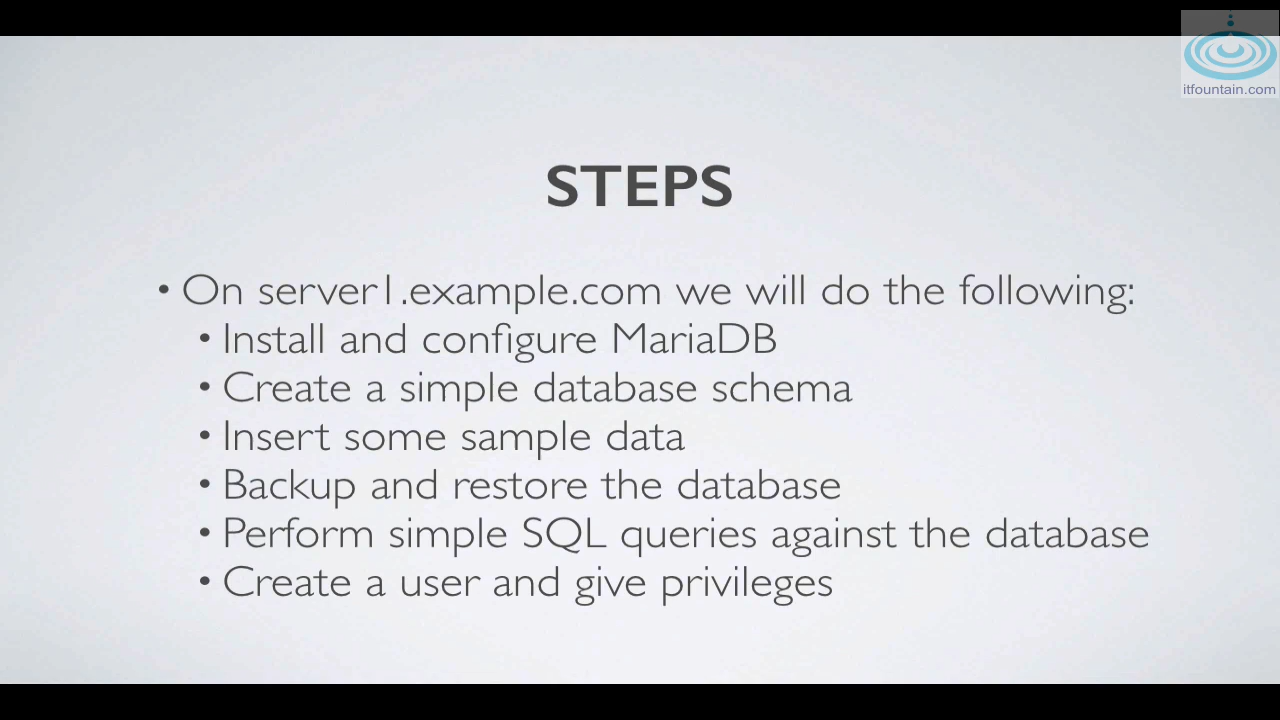 itfountain.com
STEPS
• On server1.example.com we will do the following:
• Install and configure MariaDB
• Create a simple database schema
• Insert some sample data
• Backup and restore the database
• Perform simple SQL queries against the database
• Create a user and give privileges